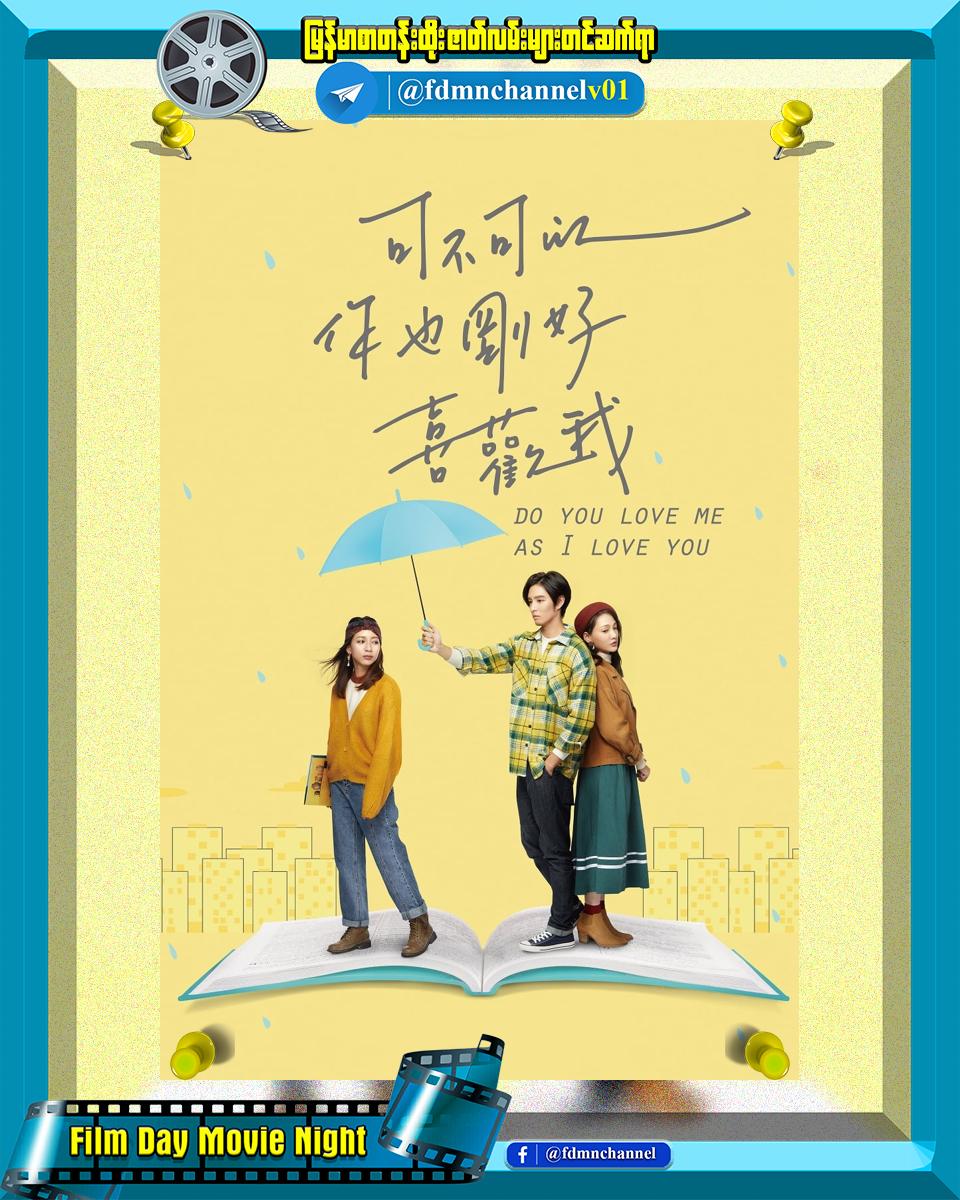 မြန်မာစာတန်းထိုးဇာတ်လမ်းများတင်ဆက်ရာ
@fdmnchannelv01
可不可以
你也剛好
喜歡我
DO YOU LOVE ME
AS I LOVE YOU
Film Day Movie Night
@fdmnchannel